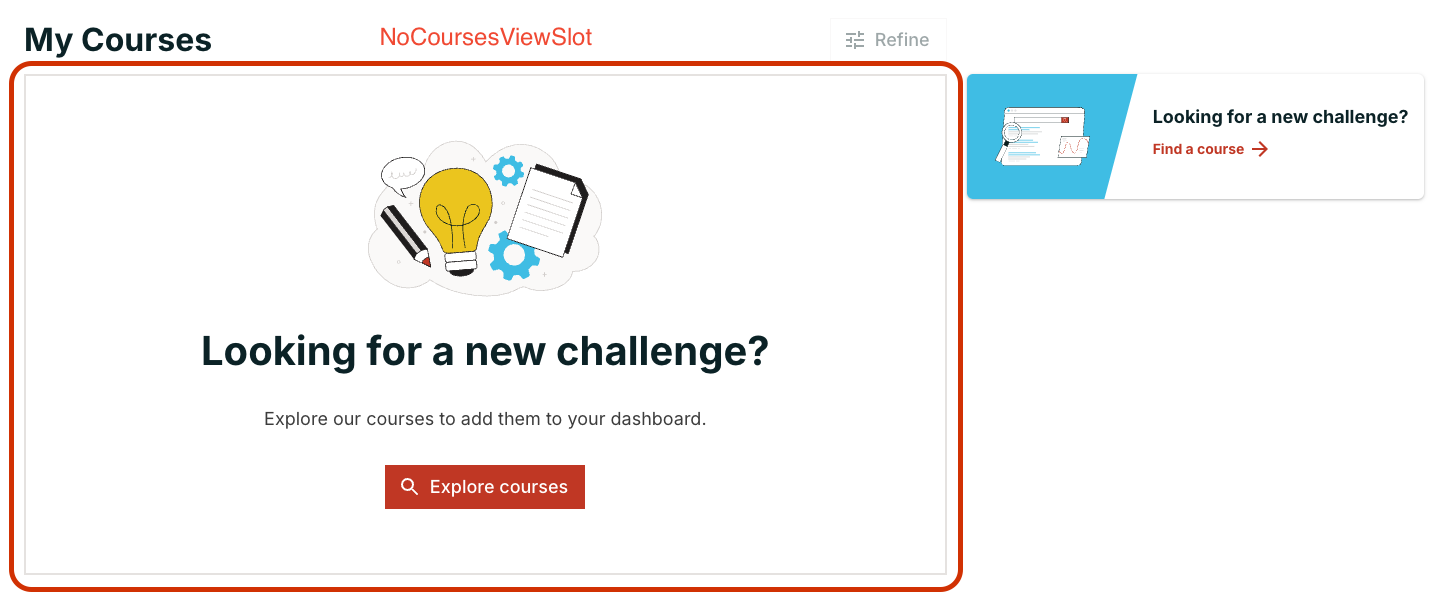 My Courses
NoCoursesViewSlot
Refine
Looking for a new challenge?
Explore our courses to add them to your dashboard.
Explore courses
Looking for a new challenge?
Find a course